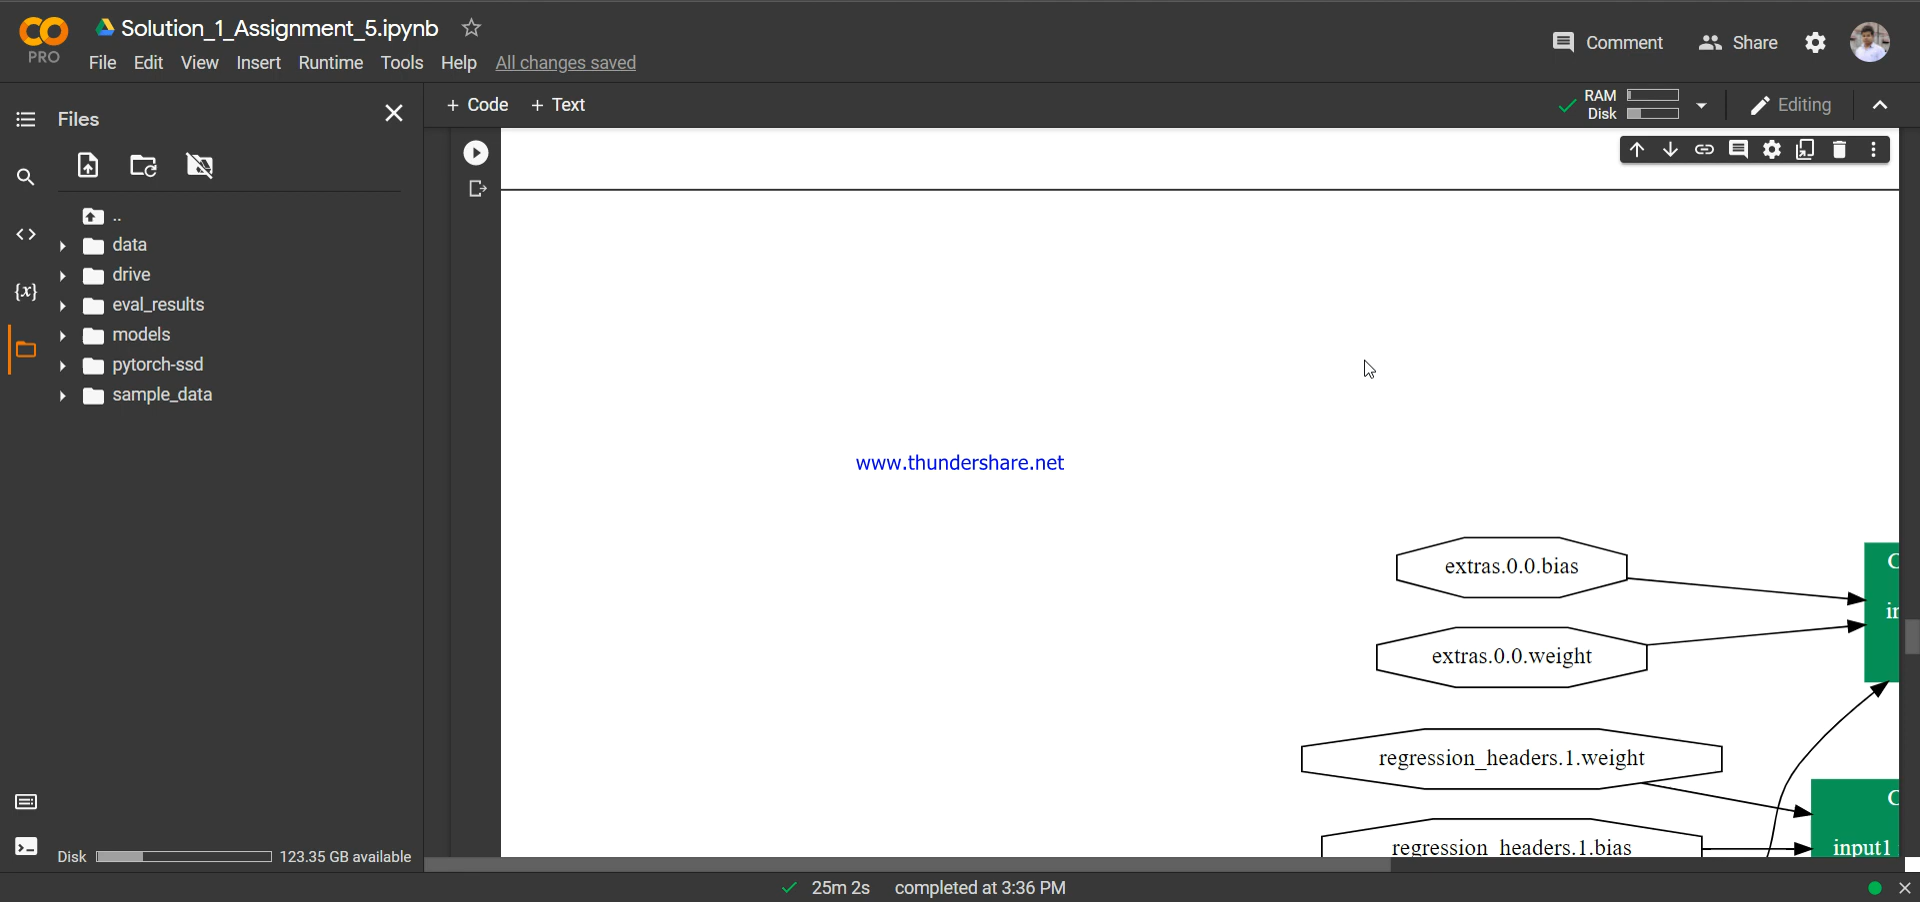 PRO
Solution_1_Assignment_5.ipynb
File Edit View Insert Runtime Tools Help All changes saved
Comment Share
Files
+ Code + Text
RAM
Disk
Editing
..
data
drive
eval_results
models
pytorch-ssd
sample_data
{x}
www.thundershare.net
extras.0.0.bias
extras.0.0.weight
regression_headers.1.weight
regression_headers.1.bias
input1
Disk 123.35 GB available
25m 2s completed at 3:36 PM